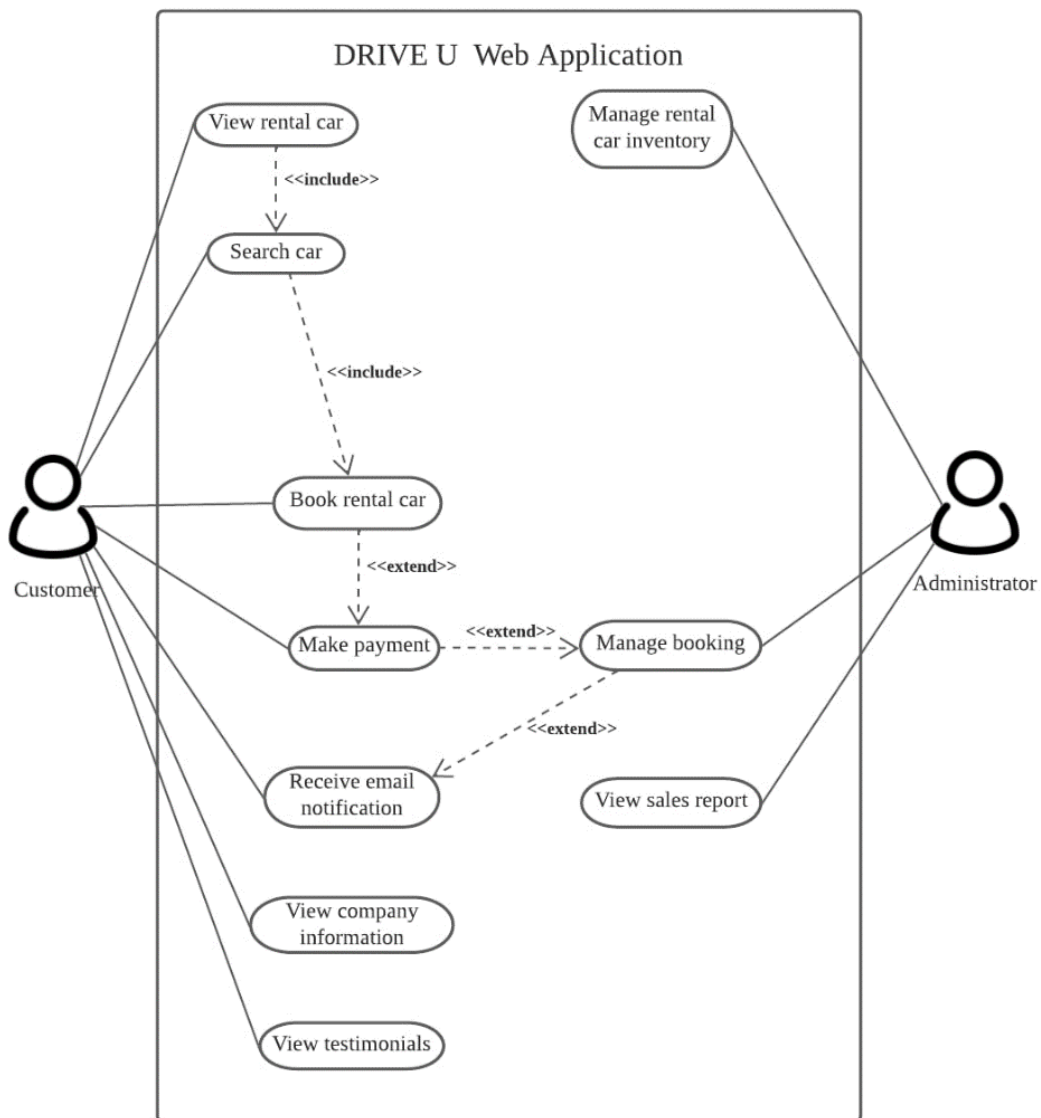 DRIVE U Web Application
View rental car
Manage rental
car inventory
<<include>>
Search car
<<include>>
Book rental car
<<extend>>
Customer
Administrator
Make payment
<<extend>>
Manage booking
<<extend>>
Receive email
notification
View sales report
View company
information
View testimonials